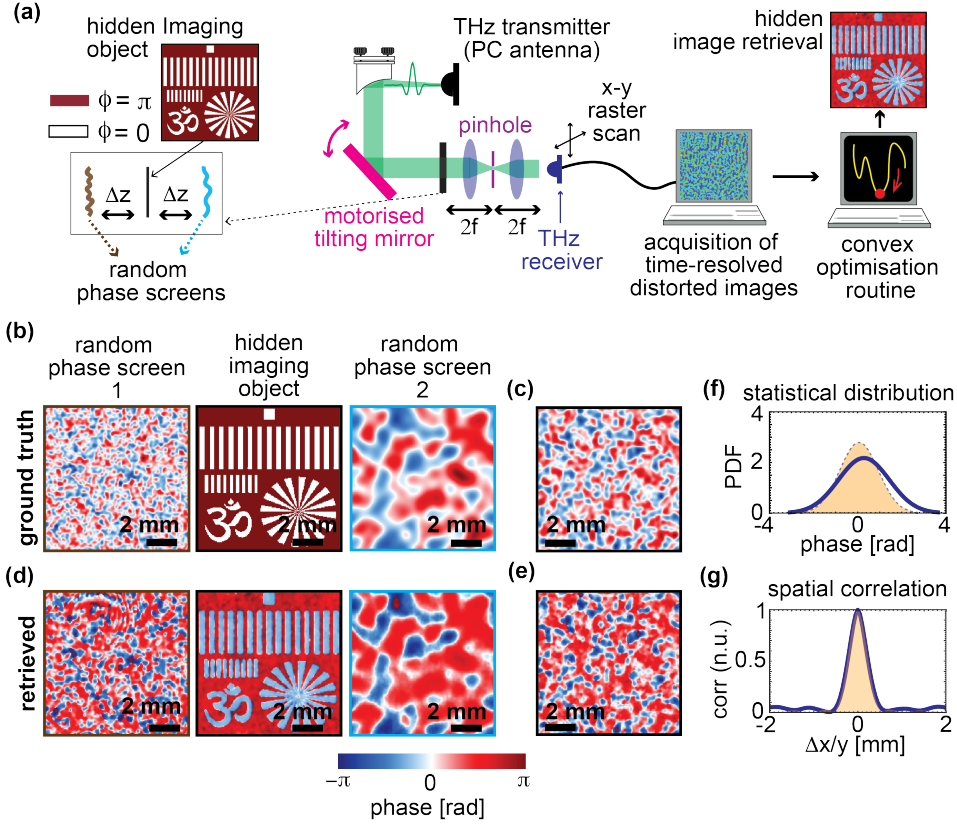 (a)
hidden Imaging
object
ϕ = π
ϕ = 0
Δz
Δz
random
phase screens
THz transmitter
(PC antenna)
x-y
raster
scan
pinhole
motorised
tilting mirror
2f
2f
THz
receiver
acquisition of
time-resolved
distorted images
convex
optimisation
routine
hidden
image retrieval
ॐ
ॐ
(b)
random
phase screen
1
hidden
imaging
object
random
phase screen
2
(c)
(f)
statistical distribution
ground truth
2 mm
ॐ
2 mm
2 mm
2 mm
PDF
4
2
0
-4
0
4
phase [rad]
(d)
(e)
(g)
spatial correlation
retrieved
2 mm
ॐ
2 mm
2 mm
2 mm
corr (n.u.)
1
0.5
0
-2
0
2
Δx/y [mm]
−π
0
π
phase [rad]